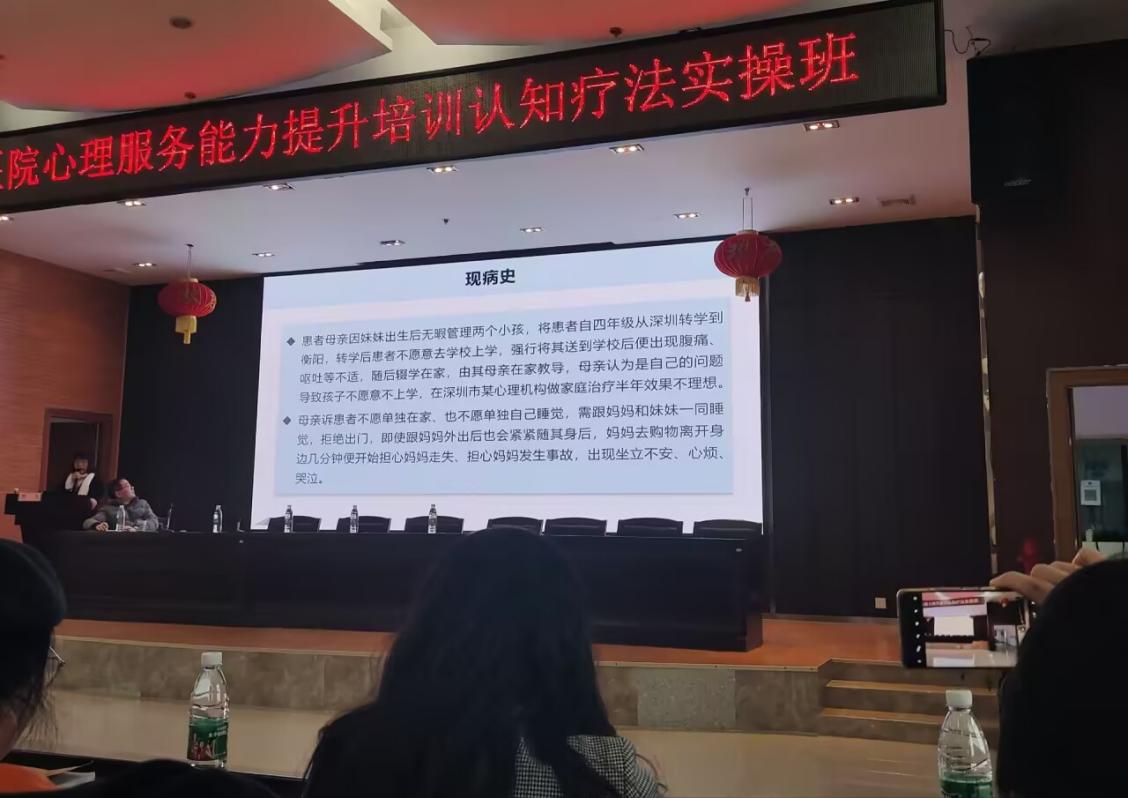 院心理服务能力提升培训认知疗法实操班
现病史
患者母亲因妹妹出生后无暇管理两个小孩，将患者自四年级从深圳转学到
衡阳，转学后患者不愿意去学校上学，强行将其送到学校后便出现腹痛、
呕吐等不适，随后辍学在家，由其母亲在家教导，母亲认为是自己的问题
导致孩子不愿意不上学，在深圳市某心理机构做家庭治疗半年效果不理想。
母亲诉患者不愿单独在家、也不愿单独自己睡觉，需跟妈妈和妹妹一同睡
觉，拒绝出门，即使跟妈妈外出后也会紧紧随其身后，妈妈去购物离开身
边几分钟便开始担心妈妈走失、担心妈妈发生事故，出现坐立不安、心烦、
哭泣。